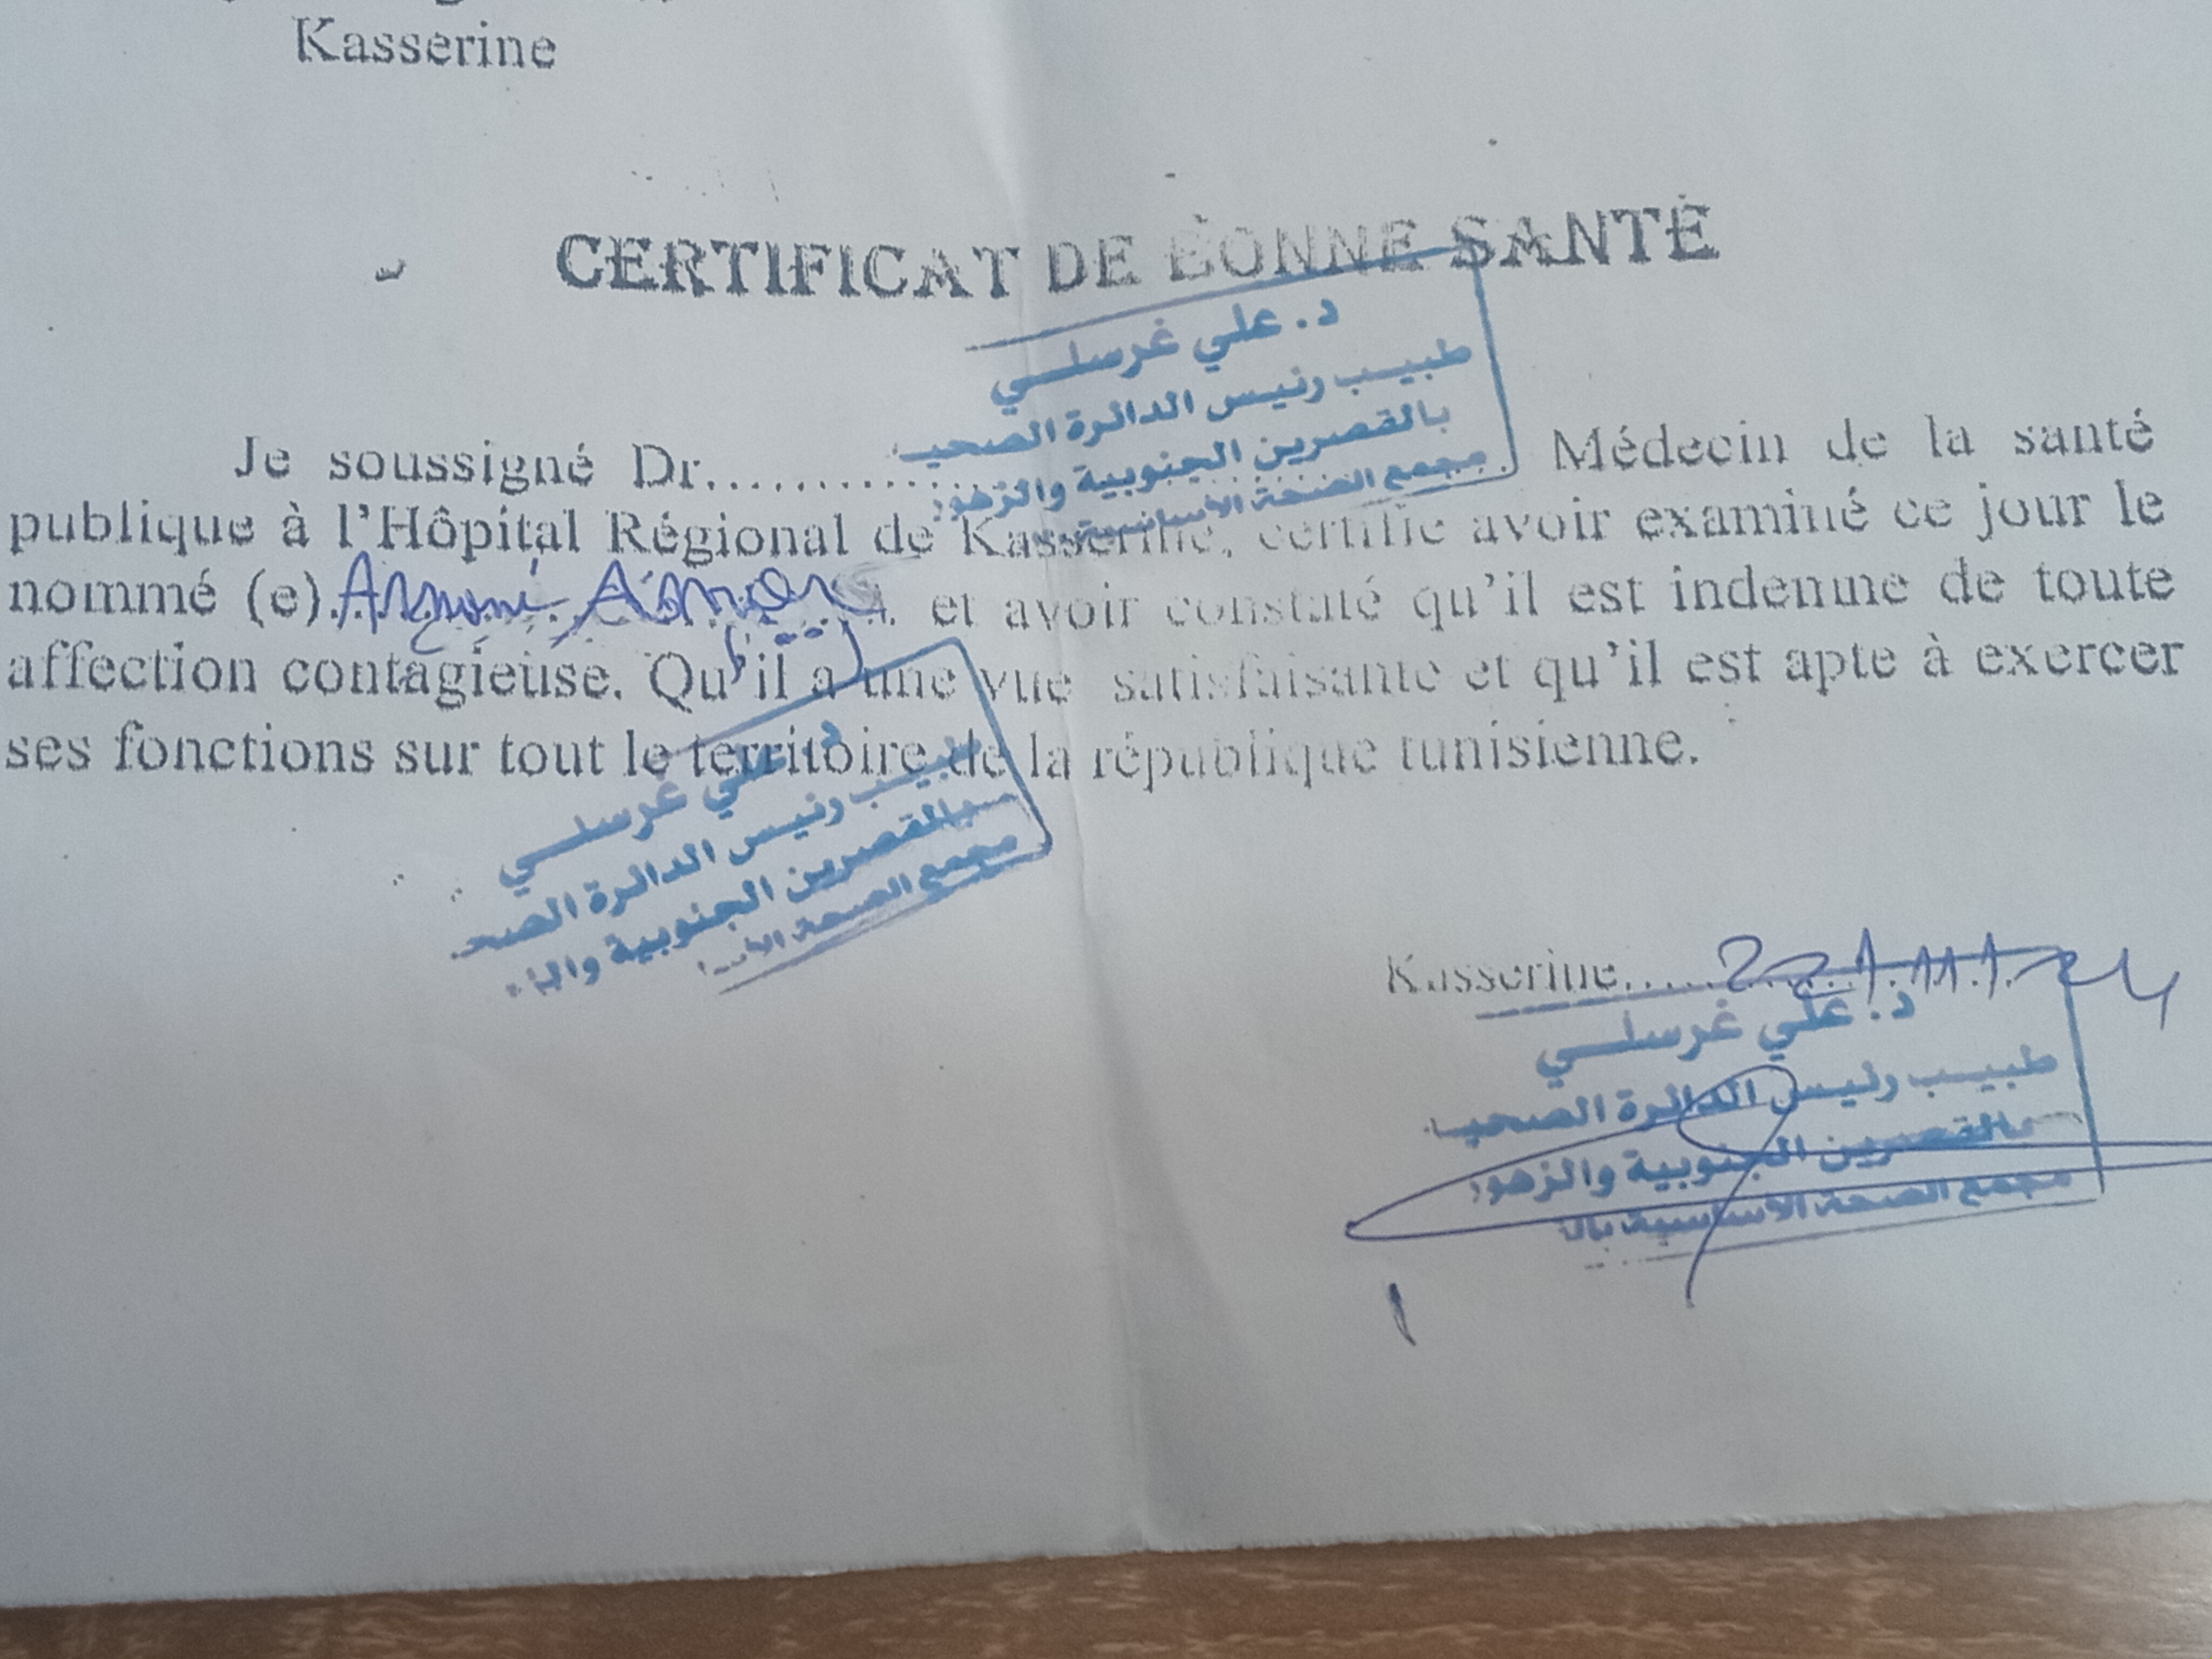 Kasserine
CERTIFICAT DE BONNE SANTÉ
د. علي غرسلي
طبيب رئيس الدائرة الصحيـ
بالقصرين الجنوبية والزهور
مجمع الصحة الأساسية
Je soussigné Dr............ Médecin de la santé
publique à l'Hôpital Régional de Kasserine, certifie avoir examiné ce jour le
nommé (e). et avoir constaté qu'il est indemne de toute
affection contagieuse. Qu'il a une vue satisfaisante et qu'il est apte à exercer
ses fonctions sur tout le territoire de la république tunisienne.
د. علي غرسلي
طبيب رئيس الدائرة الصحـ
بالقصرين الجنوبية
مجمع الصحة
Kasserine.....
د. علي غرسلي
طبيب رئيس الدائرة الصحيـ
بالقصرين الجنوبية والزهور
مجمع الصحة الأساسية